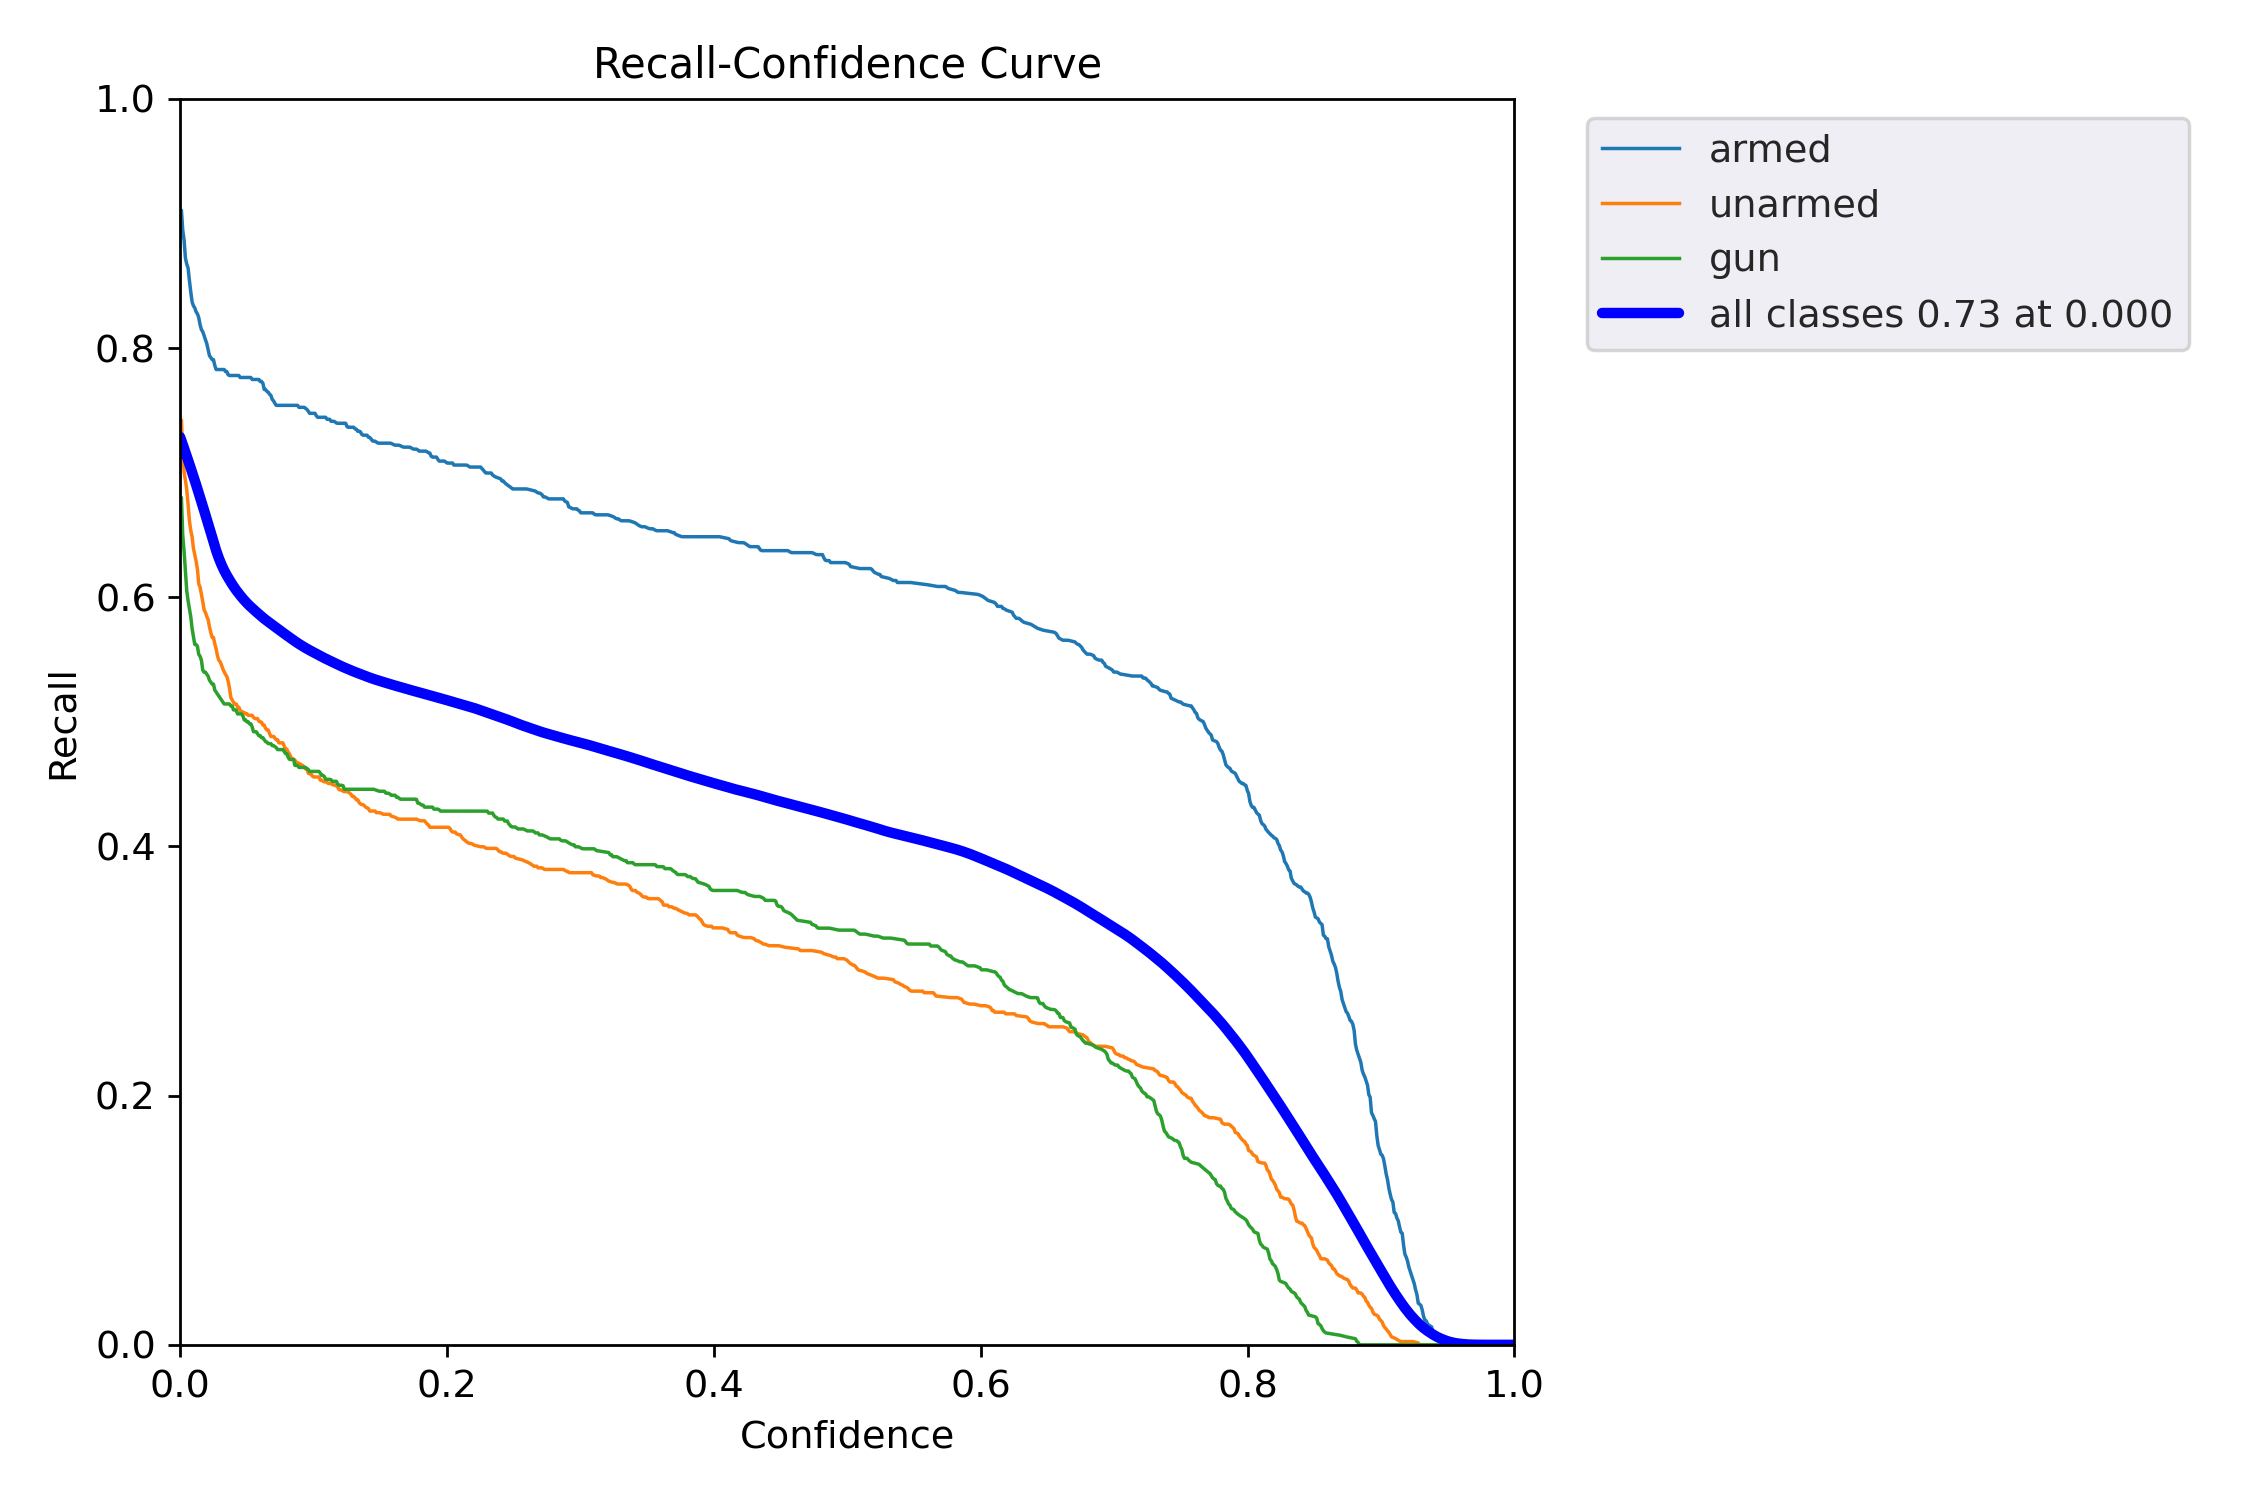 Recall-Confidence Curve
1.0
0.8
0.6
0.4
0.2
0.0
Recall
0.0 0.2 0.4 0.6 0.8 1.0
Confidence
armed
unarmed
gun
all classes 0.73 at 0.000